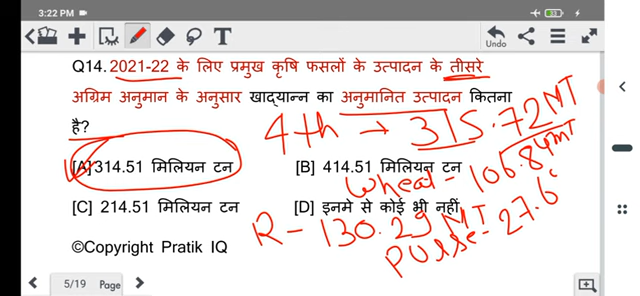 3:22 PM
53
Undo
Q14. 2021-22 के लिए प्रमुख कृषि फसलों के उत्पादन के तीसरे
अग्रिम अनुमान के अनुसार खाद्यान्न का अनुमानित उत्पादन कितना
है?
4th → 315.72 MT
[A] 314.51 मिलियन टन
[B] 414.51 मिलियन टन
Wheat - 106.84 MT
[C] 214.51 मिलियन टन
[D] इनमे से कोई भी नहीं
R - 130.29 MT
Pulse - 27.6
©Copyright Pratik IQ
5/19 Page